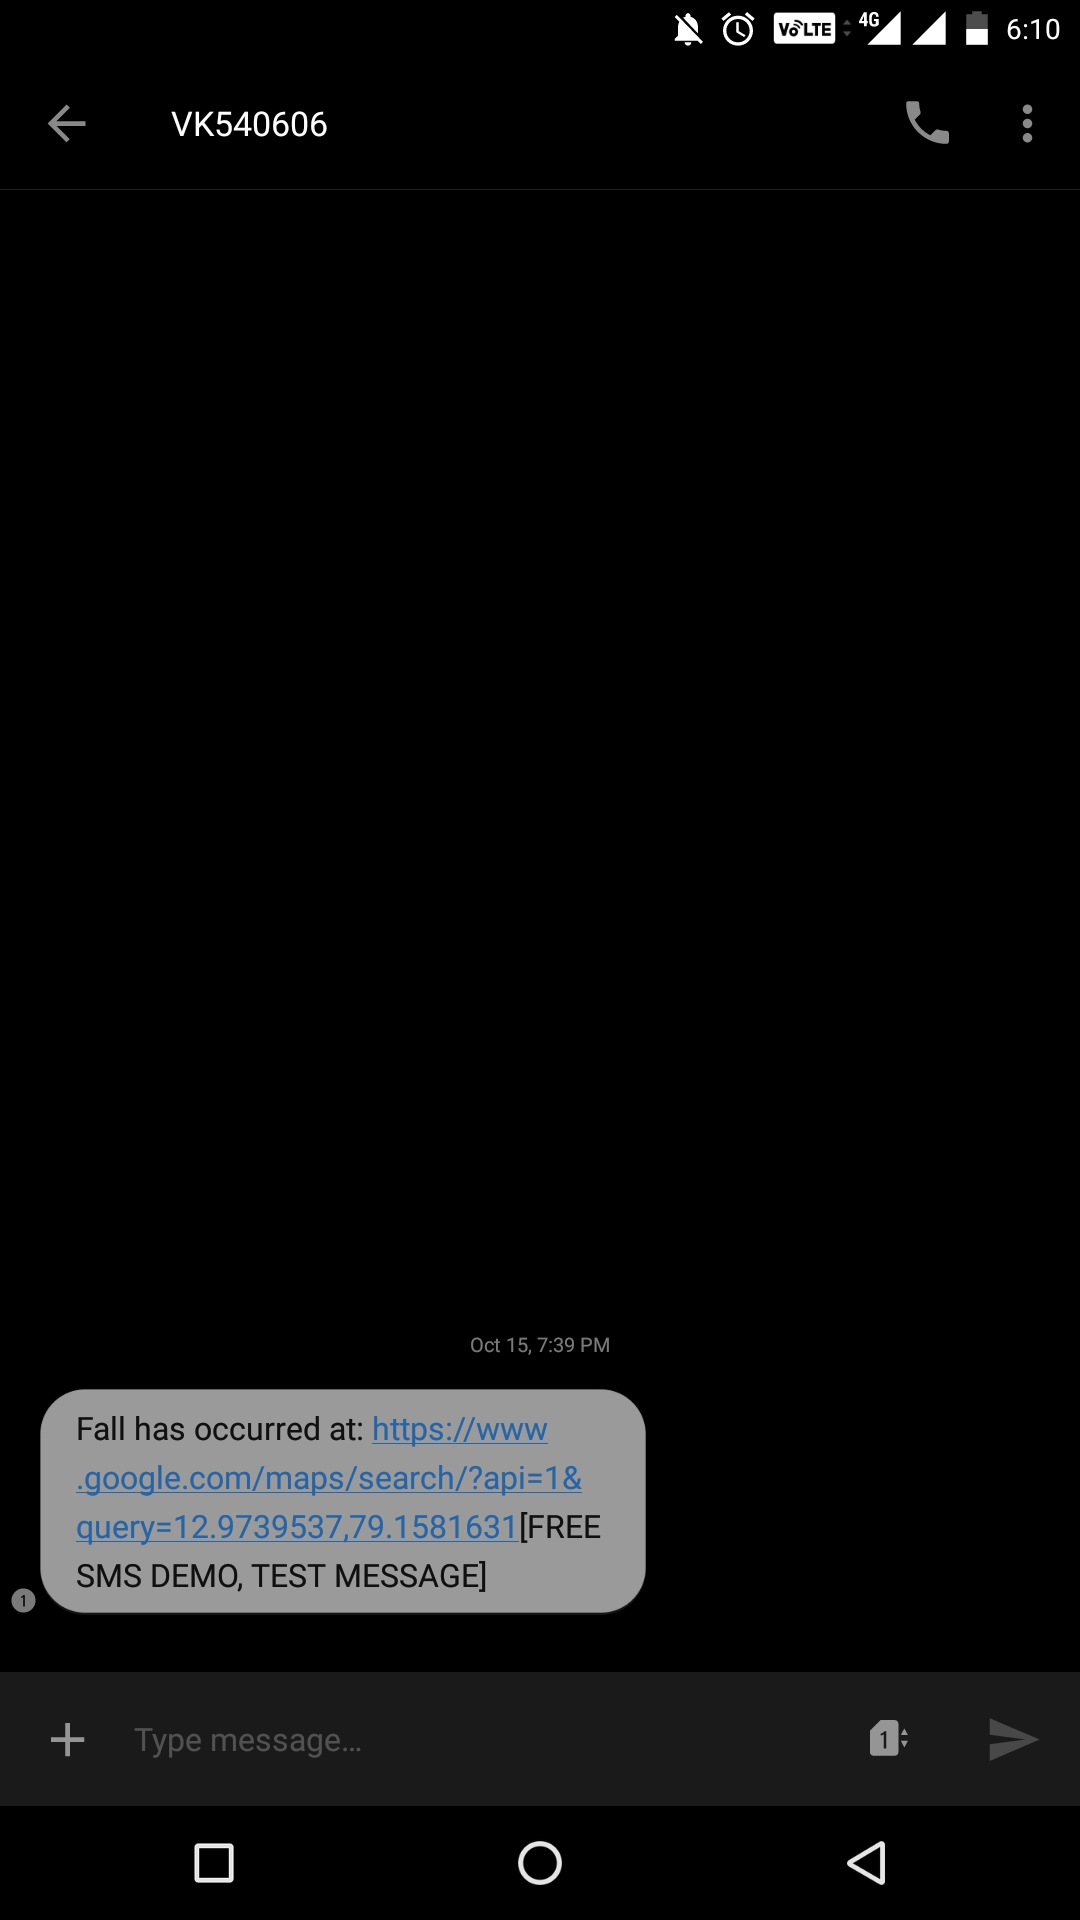 VoLTE 4G 6:10
VK540606
Oct 15, 7:39 PM
Fall has occurred at: https://www
.google.com/maps/search/?api=1&
query=12.9739537,79.1581631[FREE
SMS DEMO, TEST MESSAGE]
1
Type message...
1